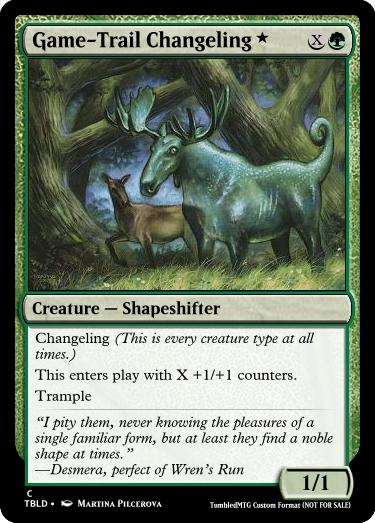 Game-Trail Changeling ★ X
Creature — Shapeshifter
Changeling (This is every creature type at all
times.)
This enters play with X +1/+1 counters.
Trample
“I pity them, never knowing the pleasures of a
single familiar form, but at least they find a noble
shape at times.”
—Desmera, perfect of Wren’s Run
1/1
C
TBLD • Martina Pilcerova
TumbledMTG Custom Format (NOT FOR SALE)